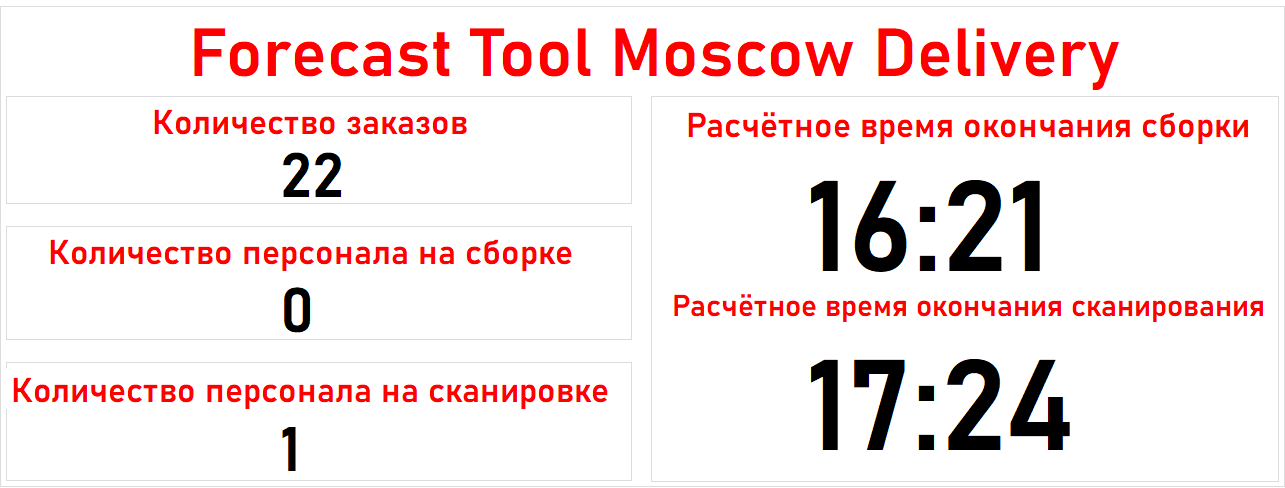 Forecast Tool Moscow Delivery
Количество заказов
22
Количество персонала на сборке
0
Количество персонала на сканировке
1
Расчётное время окончания сборки
16:21
Расчётное время окончания сканирования
17:24